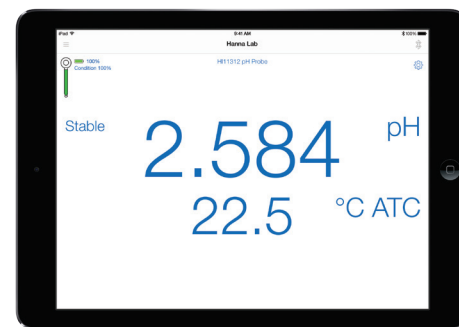 iPad 9:41 AM 100%
Hanna Lab
100% HI11312 pH Probe
Condition 100%
Stable 2.584 pH
22.5 °C ATC